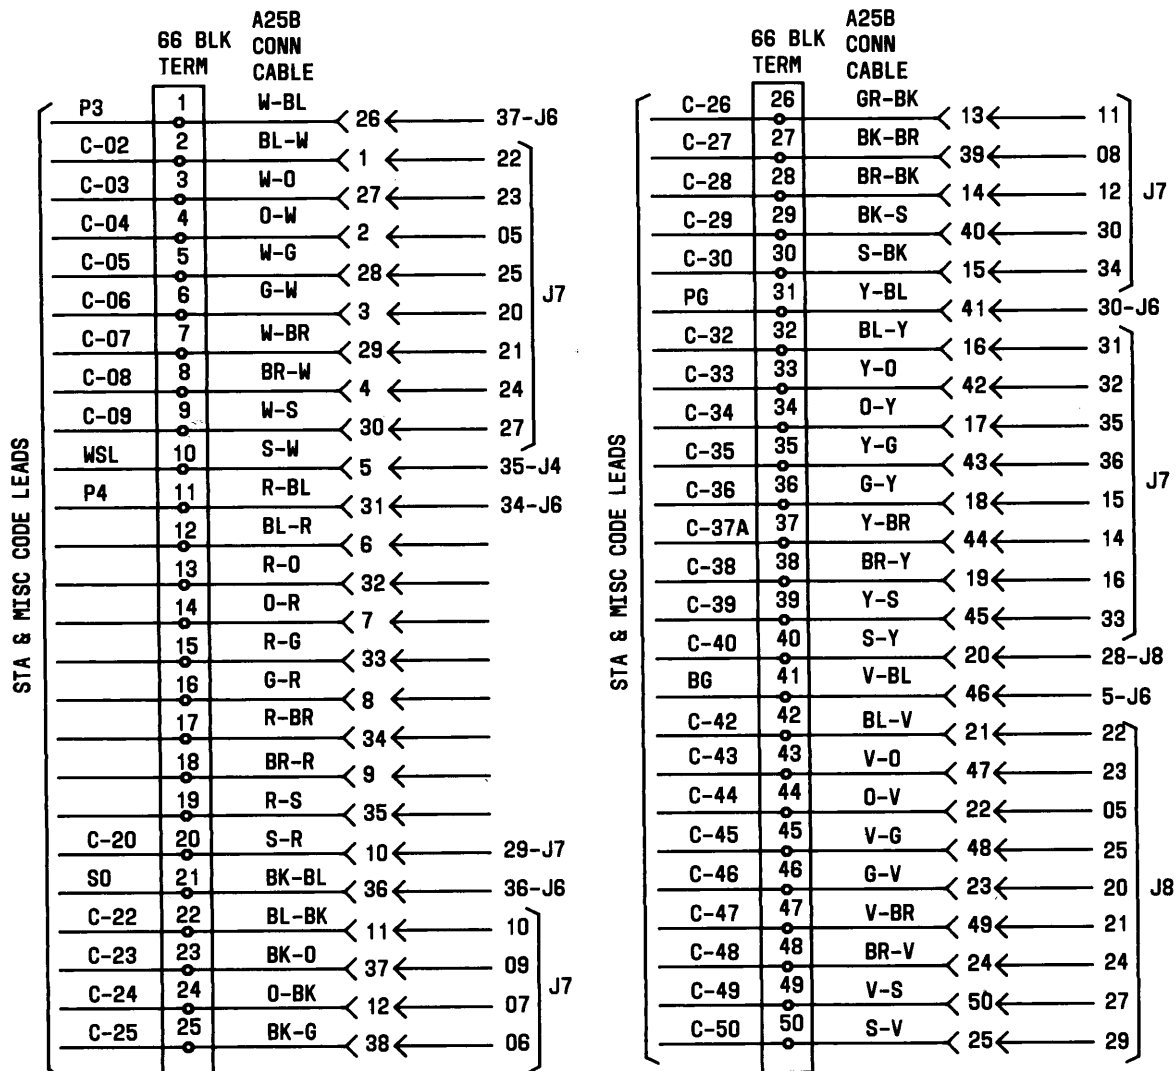 66 BLK TERM A25B CONN CABLE
STA & MISC CODE LEADS
P3 1 W-BL 26 37-J6
C-02 2 BL-W 1 22
C-03 3 W-O 27 23
C-04 4 O-W 2 05
C-05 5 W-G 28 25
C-06 6 G-W 3 20
J7
C-07 7 W-BR 29 21
C-08 8 BR-W 4 24
C-09 9 W-S 30 27
WSL 10 S-W 5 35-J4
P4 11 R-BL 31 34-J6
12 BL-R 6
13 R-O 32
14 O-R 7
15 R-G 33
16 G-R 8
17 R-BR 34
18 BR-R 9
19 R-S 35
C-20 20 S-R 10 29-J7
SO 21 BK-BL 36 36-J6
C-22 22 BL-BK 11 10
C-23 23 BK-O 37 09
J7
C-24 24 O-BK 12 07
C-25 25 BK-G 38 06
66 BLK TERM A25B CONN CABLE
STA & MISC CODE LEADS
C-26 26 GR-BK 13 11
C-27 27 BK-BR 39 08
C-28 28 BR-BK 14 12 J7
C-29 29 BK-S 40 30
C-30 30 S-BK 15 34
PG 31 Y-BL 41 30-J6
C-32 32 BL-Y 16 31
C-33 33 Y-O 42 32
C-34 34 O-Y 17 35
C-35 35 Y-G 43 36
J7
C-36 36 G-Y 18 15
C-37A 37 Y-BR 44 14
C-38 38 BR-Y 19 16
C-39 39 Y-S 45 33
C-40 40 S-Y 20 28-J8
BG 41 V-BL 46 5-J6
C-42 42 BL-V 21 22
C-43 43 V-O 47 23
C-44 44 O-V 22 05
C-45 45 V-G 48 25
C-46 46 G-V 23 20 J8
C-47 47 V-BR 49 21
C-48 48 BR-V 24 24
C-49 49 V-S 50 27
C-50 50 S-V 25 29